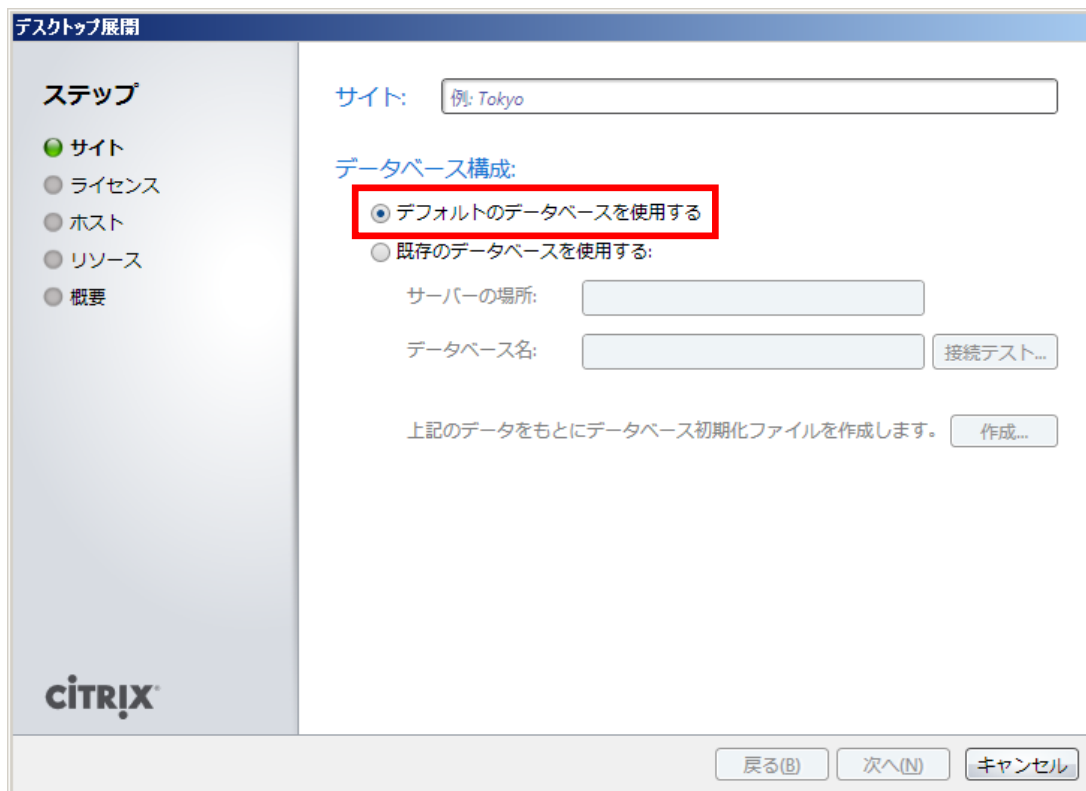 デスクトップ展開
ステップ
サイト
ライセンス
ホスト
リソース
概要
CİTRIX
サイト: 例: Tokyo
データベース構成:
デフォルトのデータベースを使用する
既存のデータベースを使用する:
サーバーの場所:
データベース名: 接続テスト...
上記のデータをもとにデータベース初期化ファイルを作成します。 作成...
戻る(B) 次へ(N) キャンセル